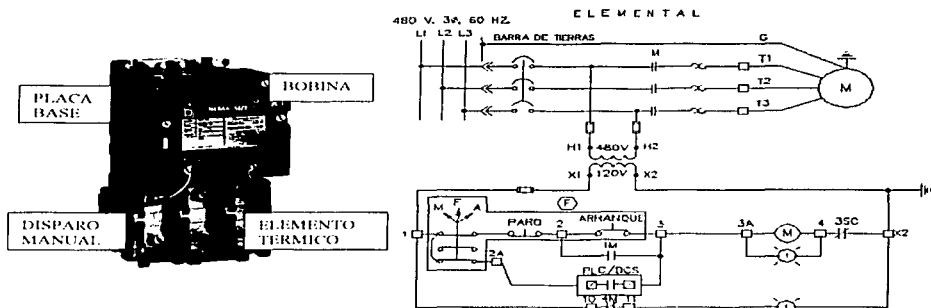 PLACA
BASE
BOBINA
DISPARO
MANUAL
ELEMENTO
TERMICO
ELEMENTAL
480 V. 3Ø, 60 HZ.
L1 L2 L3
BARRA DE TIERRAS
G
M
T1
T2
T3
M
H1 480V H2
X1 120V X2
F
M F A
PARO
ARRANQUE
1
2
3
3A
M
4
3SC
X2
1M
2A
PLC/DCS